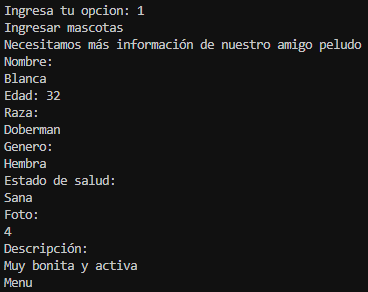 Ingresa tu opcion: 1
Ingresar mascotas
Necesitamos más información de nuestro amigo peludo
Nombre:
Blanca
Edad: 32
Raza:
Doberman
Genero:
Hembra
Estado de salud:
Sana
Foto:
4
Descripción:
Muy bonita y activa
Menu